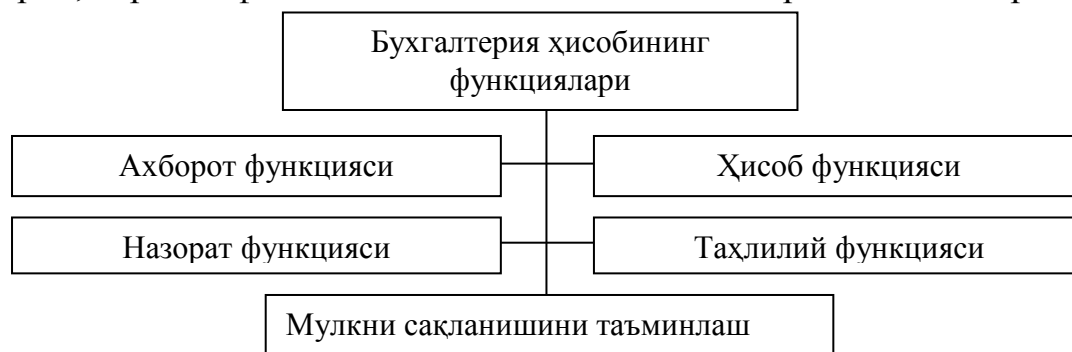 Бухгалтерия ҳисобининг
функциялари
Ахборот функцияси
Ҳисоб функцияси
Назорат функцияси
Таҳлилий функцияси
Мулкни сақланишини таъминлаш